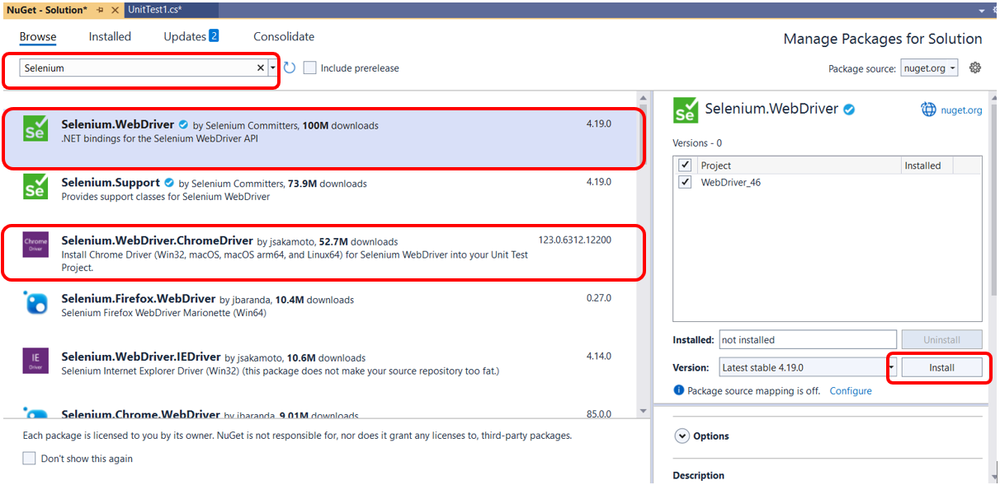 NuGet - Solution*
UnitTest1.cs*
Browse
Installed
Updates 2
Consolidate
Manage Packages for Solution
Selenium
Include prerelease
Package source: nuget.org
Se
Selenium.WebDriver by Selenium Committers, 100M downloads
4.19.0
.NET bindings for the Selenium WebDriver API
Se
Selenium.Support by Selenium Committers, 73.9M downloads
4.19.0
Provides support classes for Selenium WebDriver
Chrome
Driver
Selenium.WebDriver.ChromeDriver by jsakamoto, 52.7M downloads
123.0.6312.12200
Install Chrome Driver (Win32, macOS, macOS arm64, and Linux64) for Selenium WebDriver into your Unit Test
Project.
Selenium.Firefox.WebDriver by jbaranda, 10.4M downloads
0.27.0
Selenium Firefox WebDriver Marionette (Win64)
IE
Driver
Selenium.WebDriver.IEDriver by jsakamoto, 10.6M downloads
4.14.0
Selenium Internet Explorer Driver (Win32) (this package does not make your source repository too fat.)
Selenium.Chrome.WebDriver by jbaranda, 9.01M downloads
85.0.0
Each package is licensed to you by its owner. NuGet is not responsible for, nor does it grant any licenses to, third-party packages.
Don't show this again
Se
Selenium.WebDriver
nuget.org
Versions - 0
Project
Installed
WebDriver_46
Installed: not installed
Uninstall
Version: Latest stable 4.19.0
Install
Package source mapping is off. Configure
Options
Description